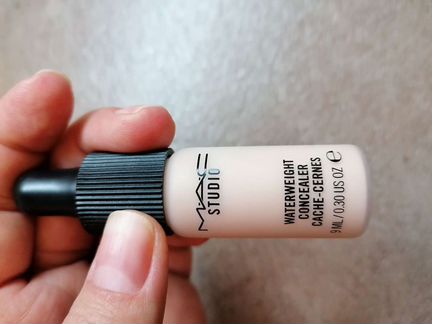 MAC
STUDIO
WATERWEIGHT
CONCEALER
CACHE-CERNES
9 ML/0.30 US OZ ℮